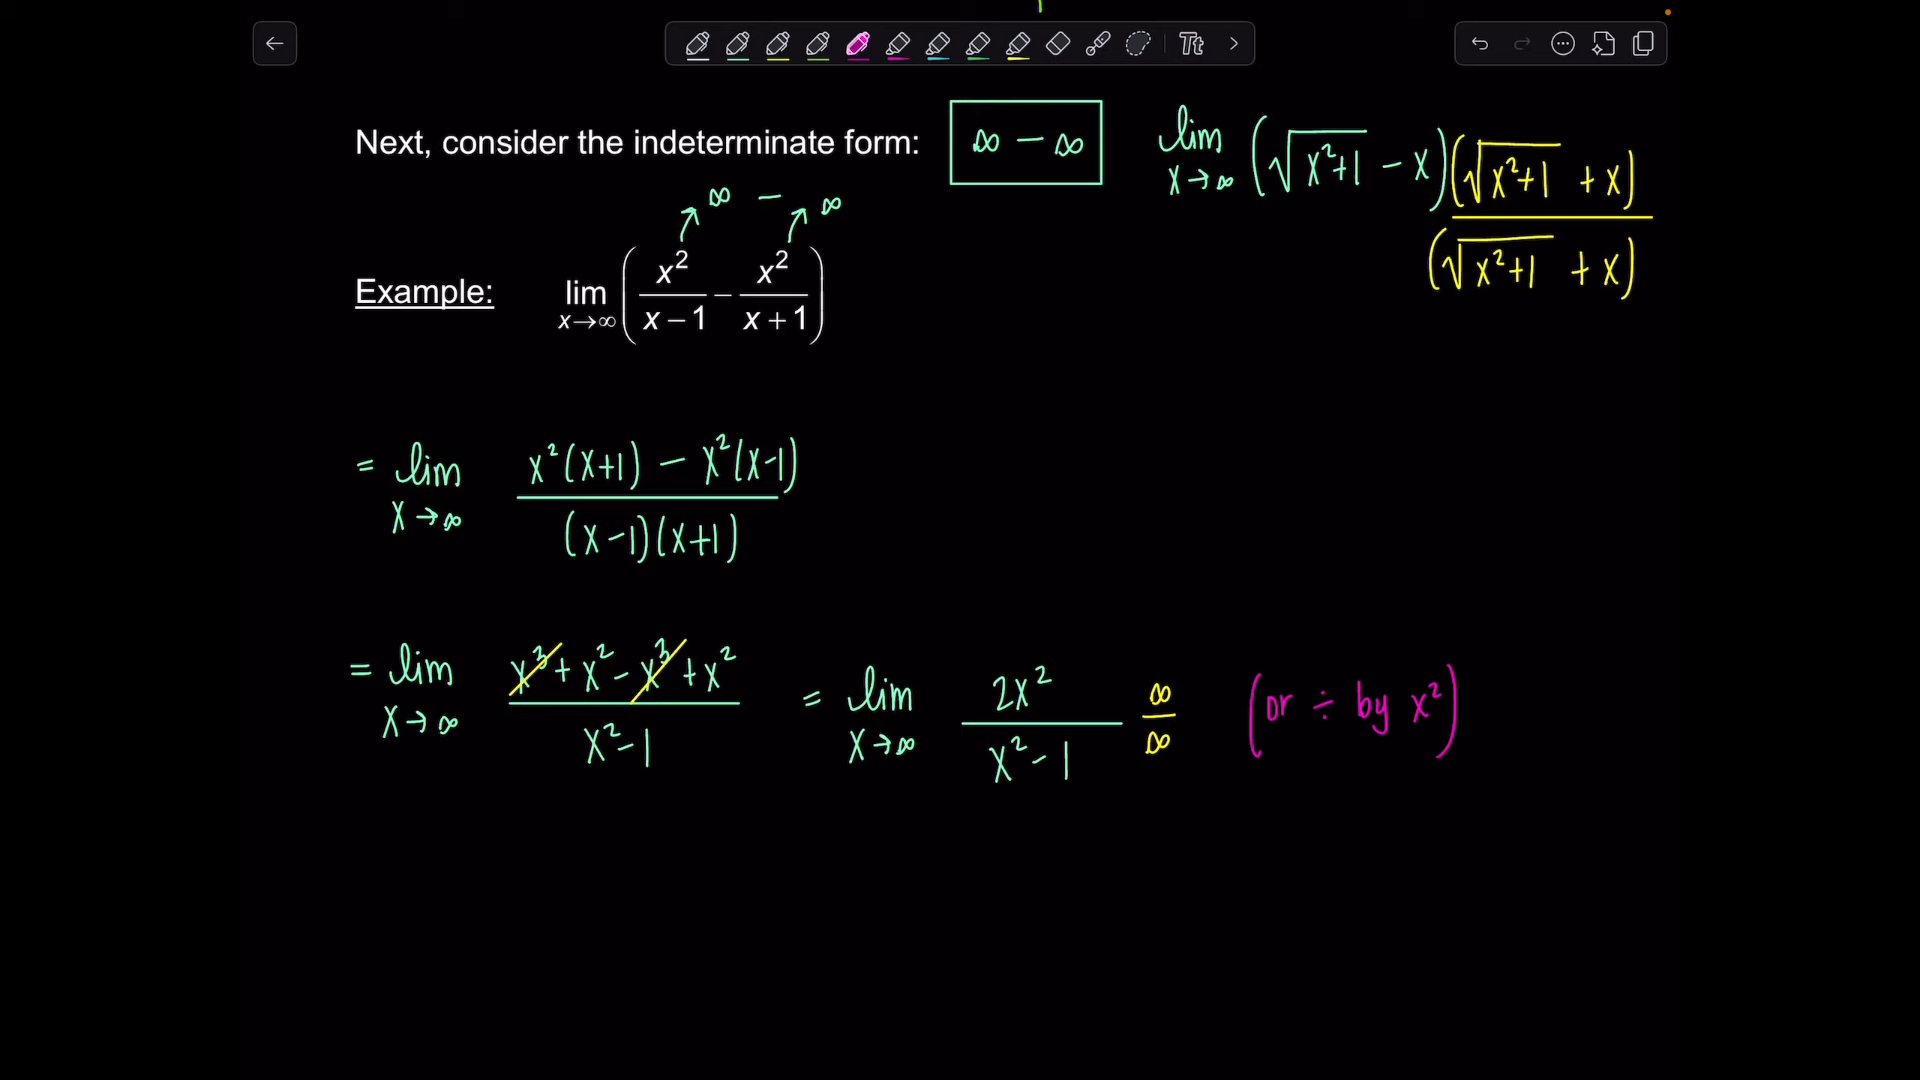 Next, consider the indeterminate form: ∞ − ∞
lim x→∞ (√(x²+1) − x) (√(x²+1) + x) / (√(x²+1) + x)
∞ − ∞
Example: lim x→∞ (x²/(x−1) − x²/(x+1))
= lim x→∞ (x²(x+1) − x²(x−1)) / ((x−1)(x+1))
= lim x→∞ (x³ + x² − x³ + x²) / (x² − 1) = lim x→∞ 2x² / (x² − 1) ∞/∞ (or ÷ by x²)
Tt